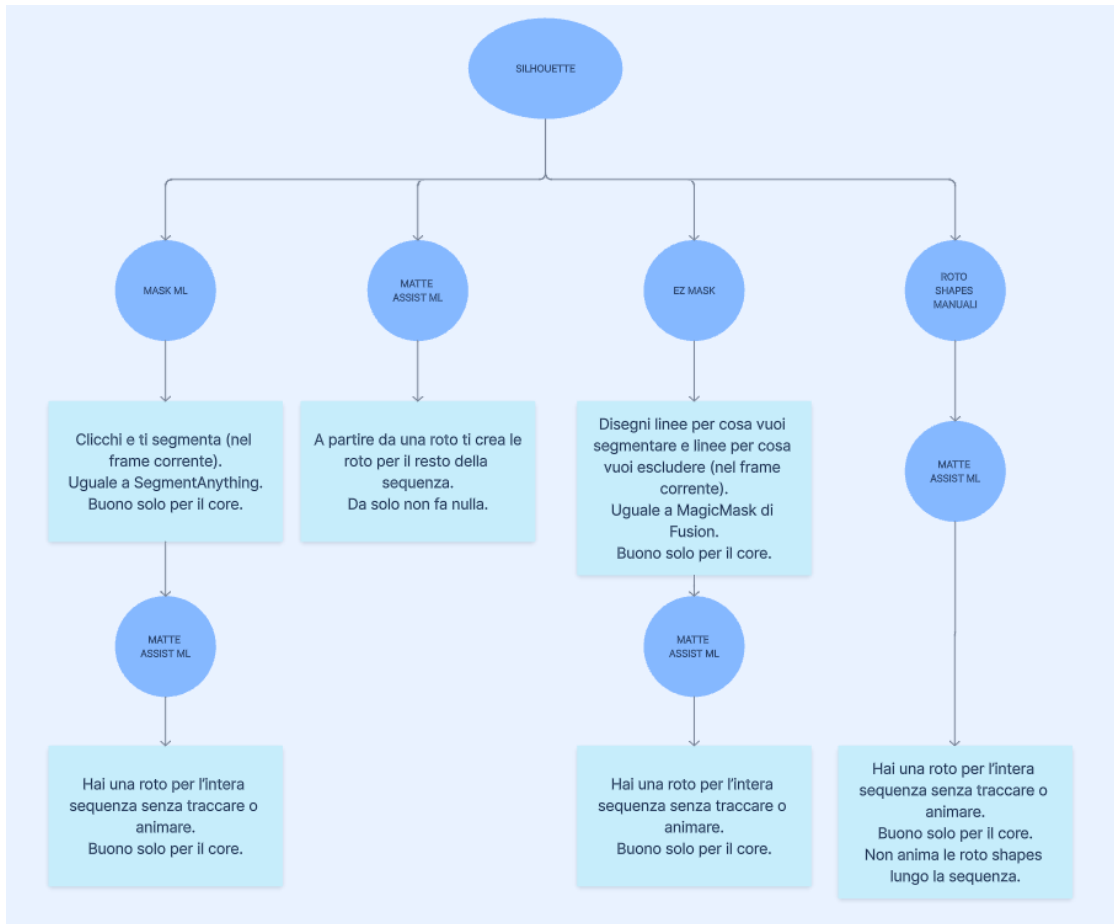 SILHOUETTE
MASK ML
MATTE
ASSIST ML
EZ MASK
ROTO
SHAPES
MANUALI
Clicchi e ti segmenta (nel
frame corrente).
Uguale a SegmentAnything.
Buono solo per il core.
A partire da una roto ti crea le
roto per il resto della
sequenza.
Da solo non fa nulla.
Disegni linee per cosa vuoi
segmentare e linee per cosa
vuoi escludere (nel frame
corrente).
Uguale a MagicMask di
Fusion.
Buono solo per il core.
MATTE
ASSIST ML
MATTE
ASSIST ML
MATTE
ASSIST ML
Hai una roto per l'intera
sequenza senza traccare o
animare.
Buono solo per il core.
Hai una roto per l'intera
sequenza senza traccare o
animare.
Buono solo per il core.
Hai una roto per l'intera
sequenza senza traccare o
animare.
Buono solo per il core.
Non anima le roto shapes
lungo la sequenza.